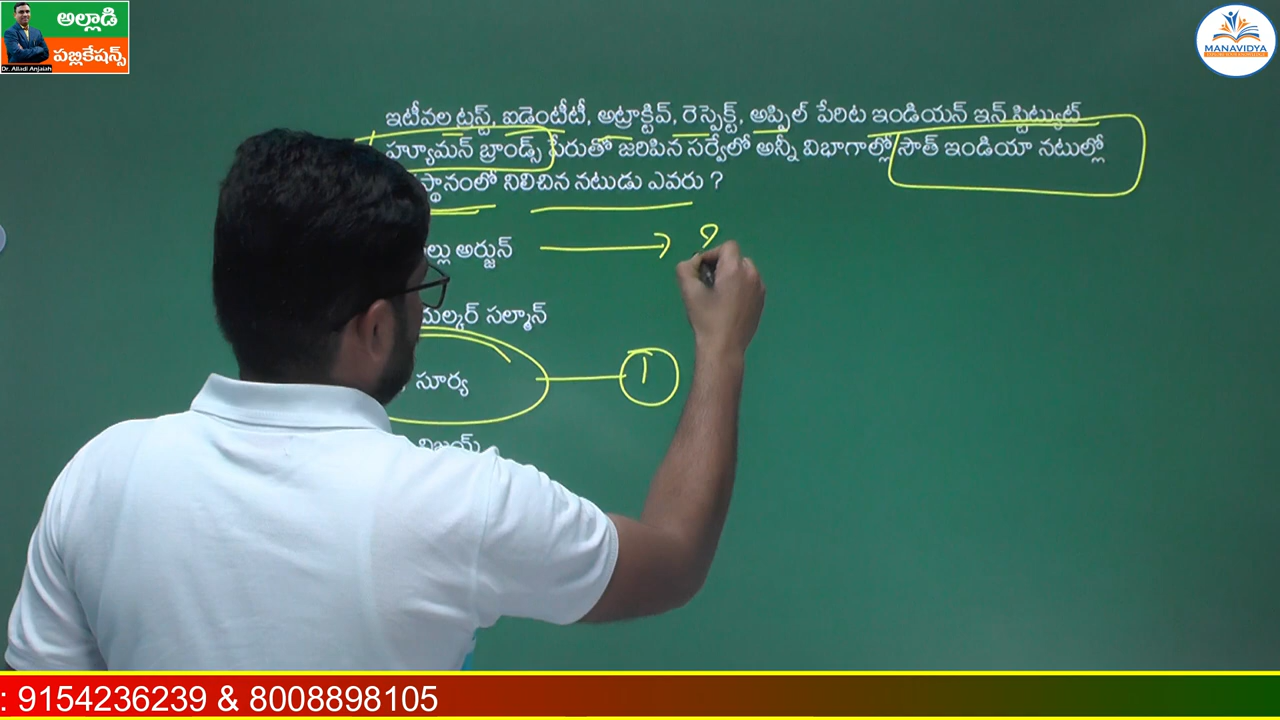 అల్లాడి
పబ్లికేషన్స్
Dr. Alladi Anjaiah
MANAVIDYA
ఇటీవల ట్రస్ట్, ఐడెంటిటీ, అట్రాక్టివ్, రెస్పెక్ట్, అప్పీల్ పేరిట ఇండియన్ ఇన్ స్టిట్యుట్
హ్యూమన్ బ్రాండ్స్ పేరుతో జరిపిన సర్వేలో అన్నీ విభాగాల్లో సౌత్ ఇండియా నటుల్లో
స్థానంలో నిలిచిన నటుడు ఎవరు ?
ల్లు అర్జున్
2
ల్కర్ సల్మాన్
సూర్య
1
విజయ్
: 9154236239 & 8008898105